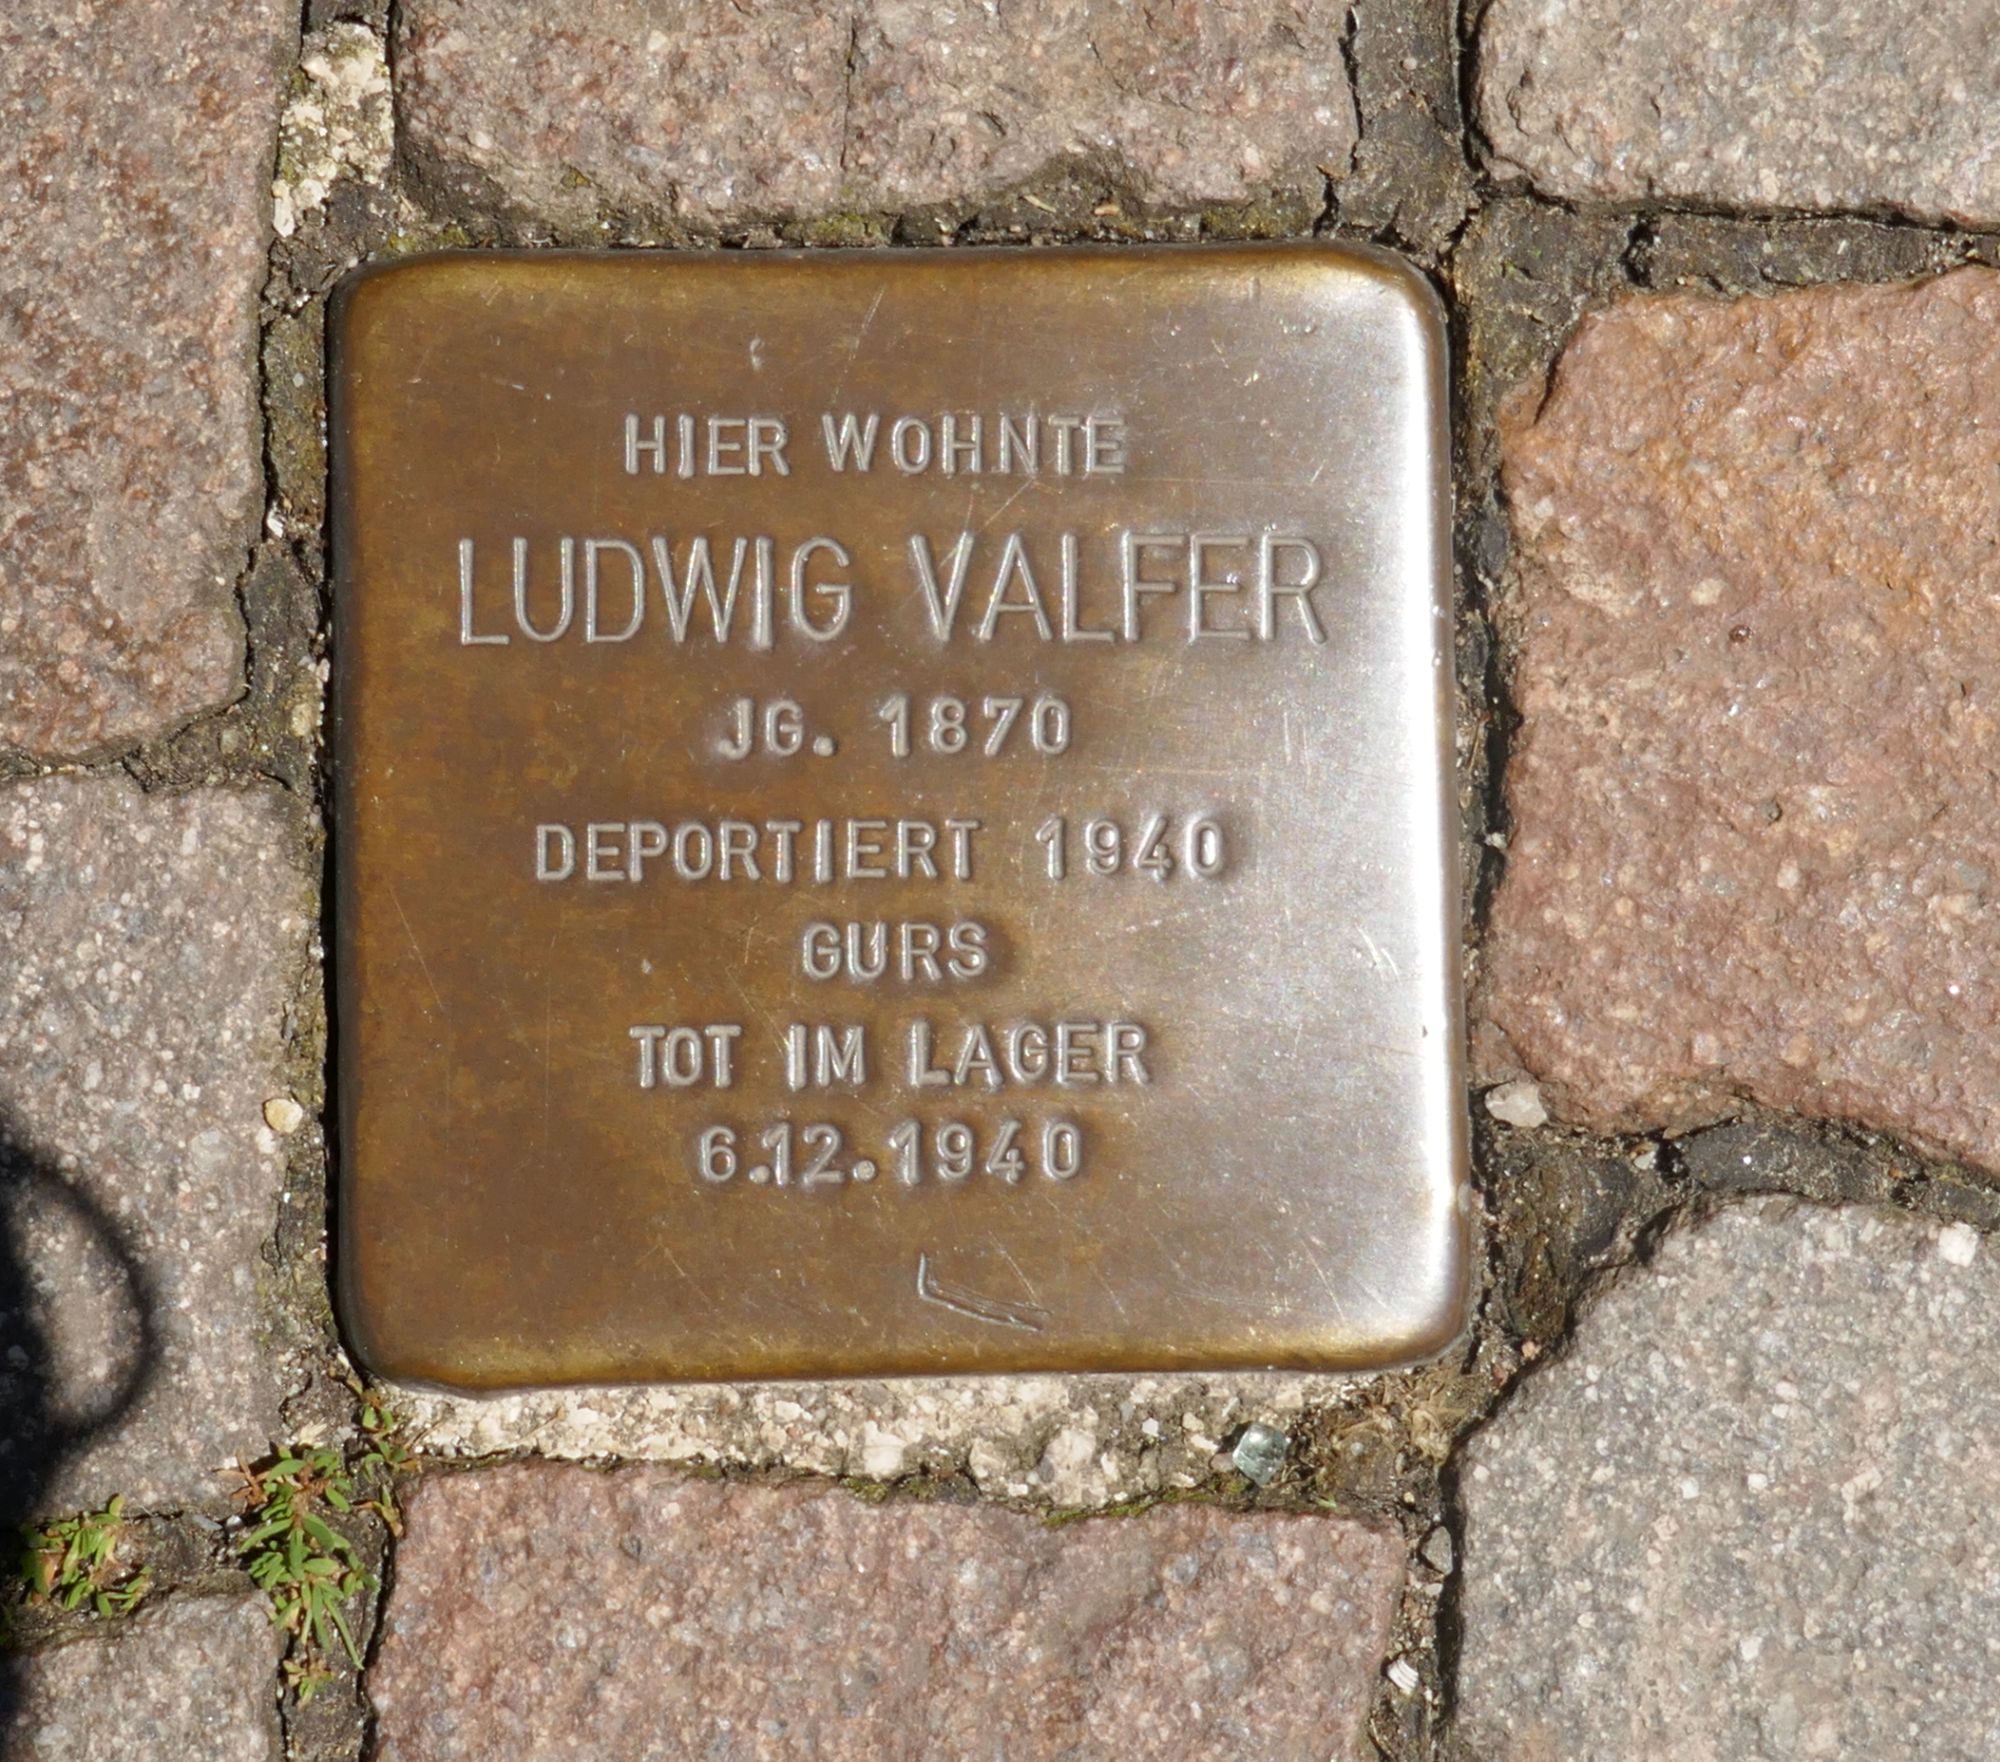 HIER WOHNTE
LUDWIG VALFER
JG. 1870
DEPORTIERT 1940
GURS
TOT IM LAGER
6.12.1940